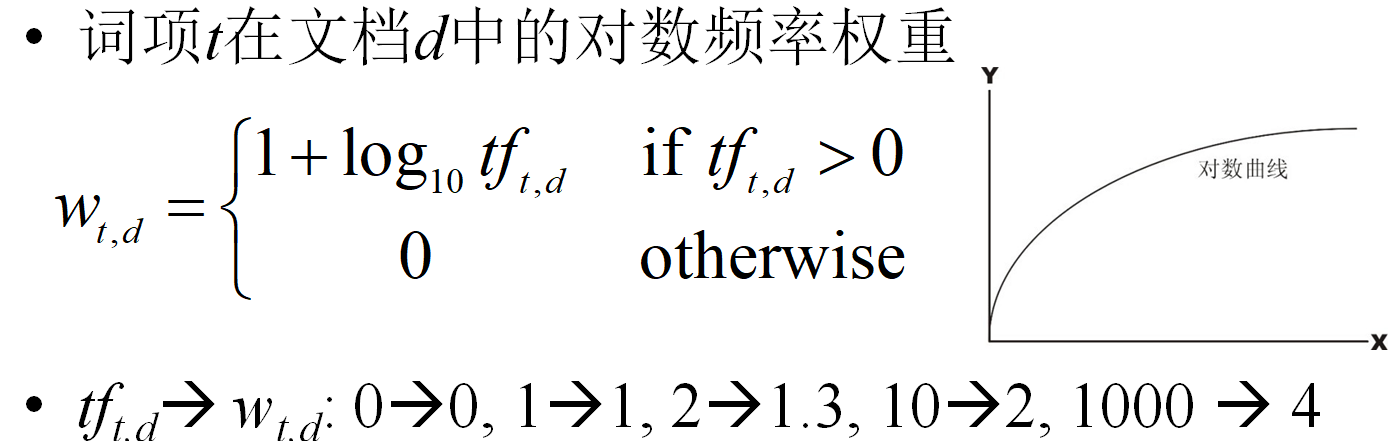 • 词项t在文档d中的对数频率权重
Y
w_{t,d} = { 1 + log_{10} tf_{t,d} if tf_{t,d} > 0
0 otherwise
对数曲线
X
• tf_{t,d}→ w_{t,d}: 0→0, 1→1, 2→1.3, 10→2, 1000 → 4